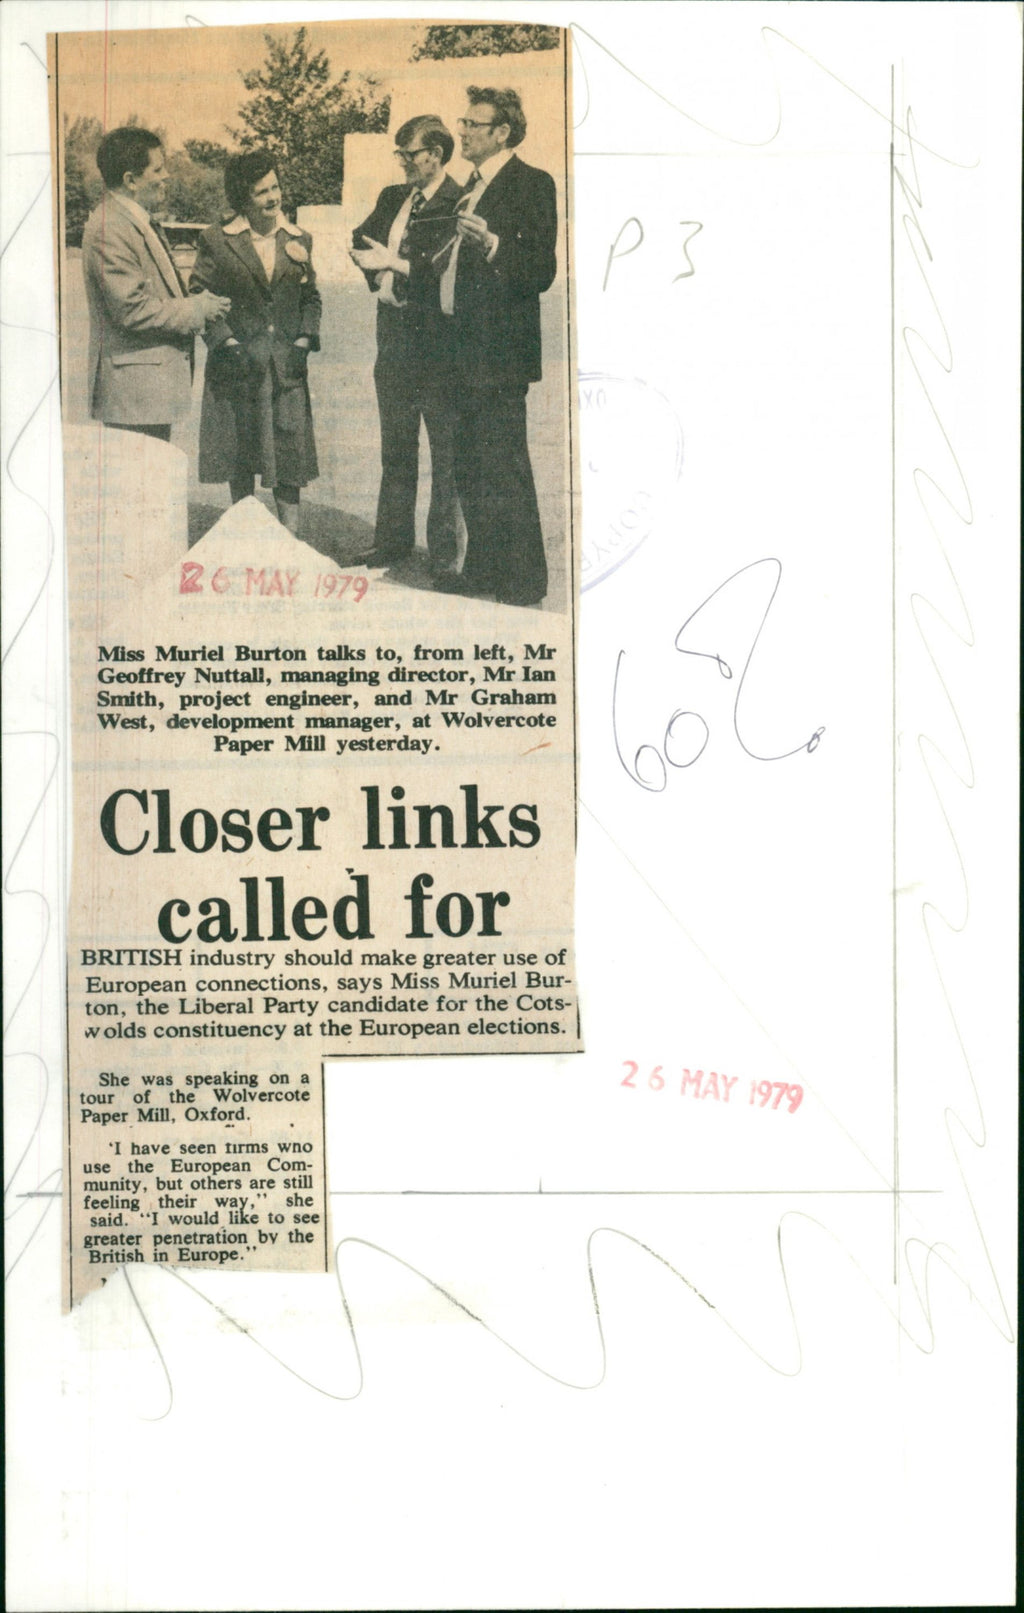 P 3
26 MAY 1979
Miss Muriel Burton talks to, from left, Mr
Geoffrey Nuttall, managing director, Mr Ian
Smith, project engineer, and Mr Graham
West, development manager, at Wolvercote
Paper Mill yesterday.
Closer links
called for
BRITISH industry should make greater use of
European connections, says Miss Muriel Bur-
ton, the Liberal Party candidate for the Cots-
wolds constituency at the European elections.
She was speaking on a
tour of the Wolvercote
Paper Mill, Oxford.
'I have seen firms who
use the European Com-
munity, but others are still
feeling their way,'' she
said. "I would like to see
greater penetration by the
British in Europe."
26 MAY 1979